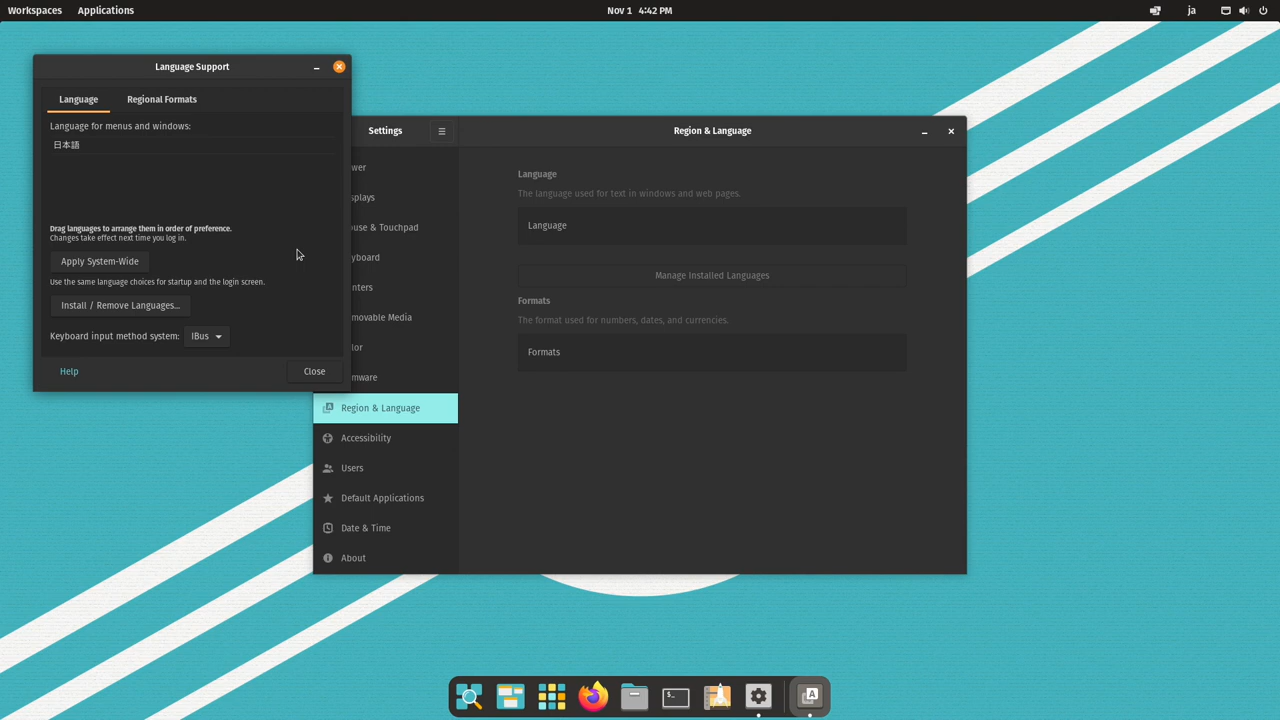 Workspaces Applications Nov 1 4:42 PM ja
Language Support
Language Regional Formats
Language for menus and windows:
日本語
Drag languages to arrange them in order of preference.
Changes take effect next time you log in.
Apply System-Wide
Use the same language choices for startup and the login screen.
Install / Remove Languages...
Keyboard input method system: IBus
Help Close
Settings Region & Language
wer
splays
use & Touchpad
yboard
nters
movable Media
lor
mware
Region & Language
Accessibility
Users
Default Applications
Date & Time
About
Language
The language used for text in windows and web pages.
Language
Manage Installed Languages
Formats
The format used for numbers, dates, and currencies.
Formats